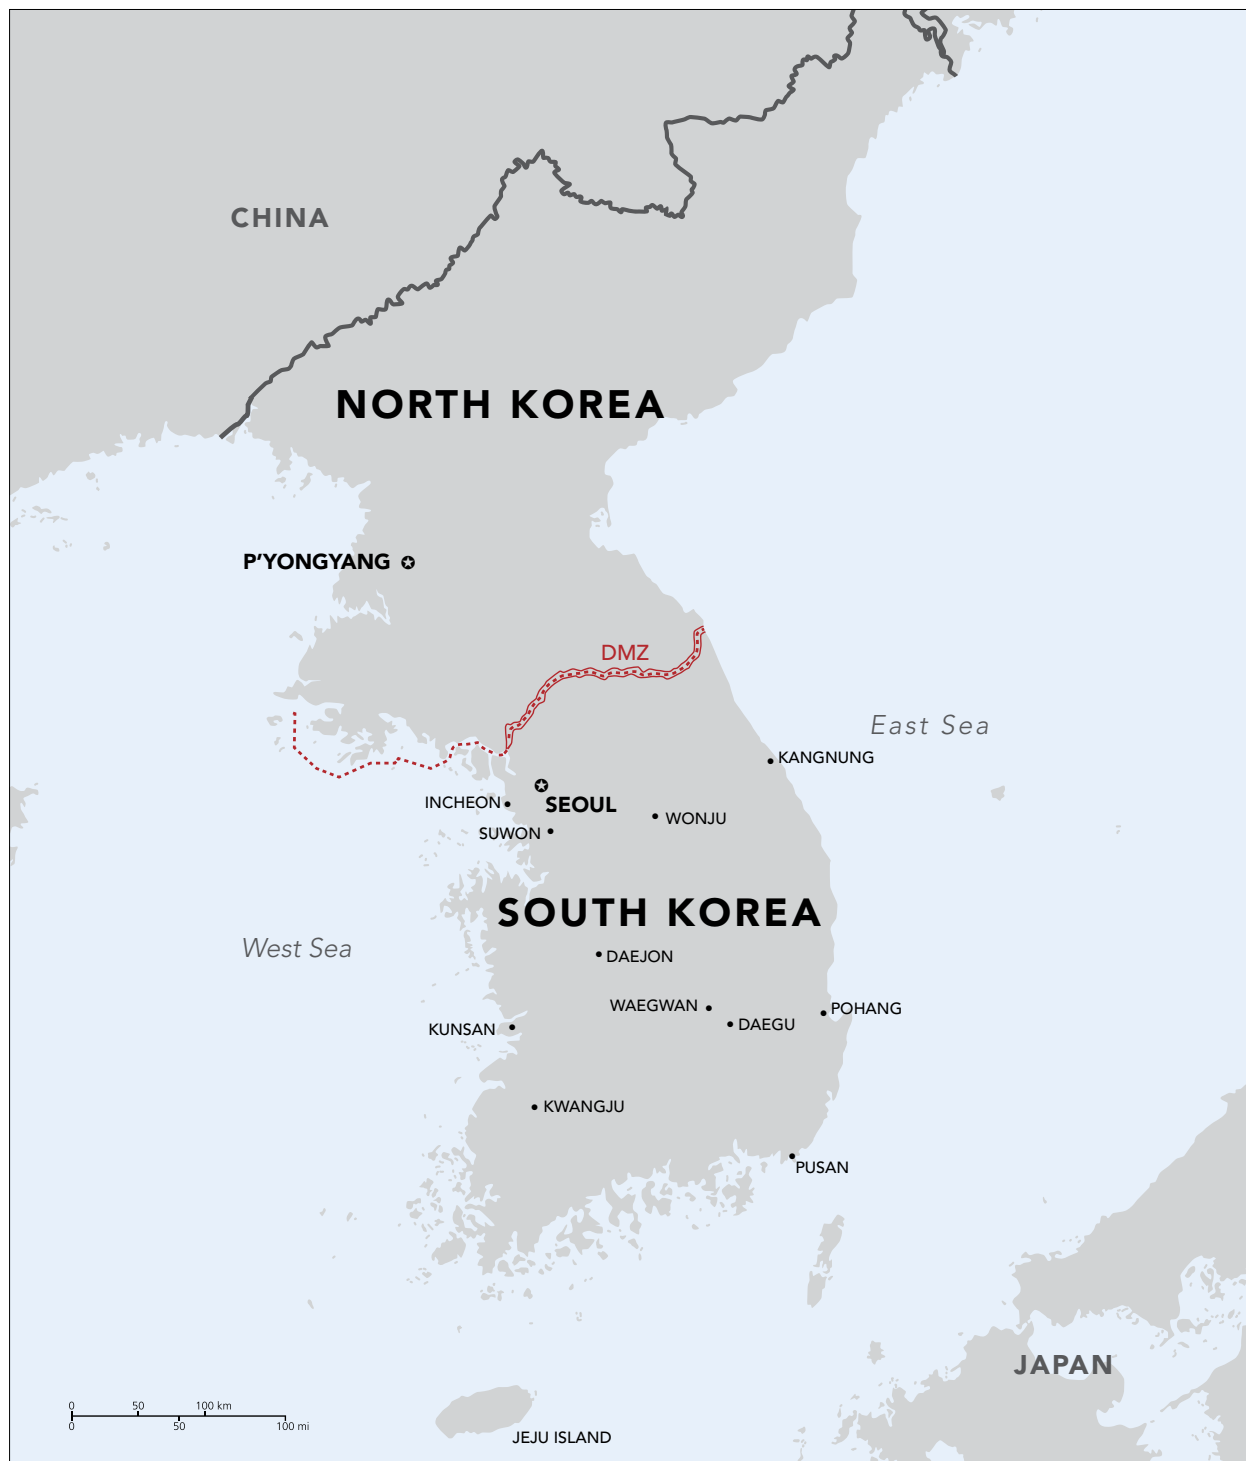 CHINA
NORTH KOREA
P’YONGYANG
DMZ
East Sea
KANGNUNG
INCHEON
SEOUL
WONJU
SUWON
SOUTH KOREA
West Sea
DAEJON
WAEGWAN
POHANG
DAEGU
KUNSAN
KWANGJU
PUSAN
JAPAN
0 50 100 km
0 50 100 mi
JEJU ISLAND